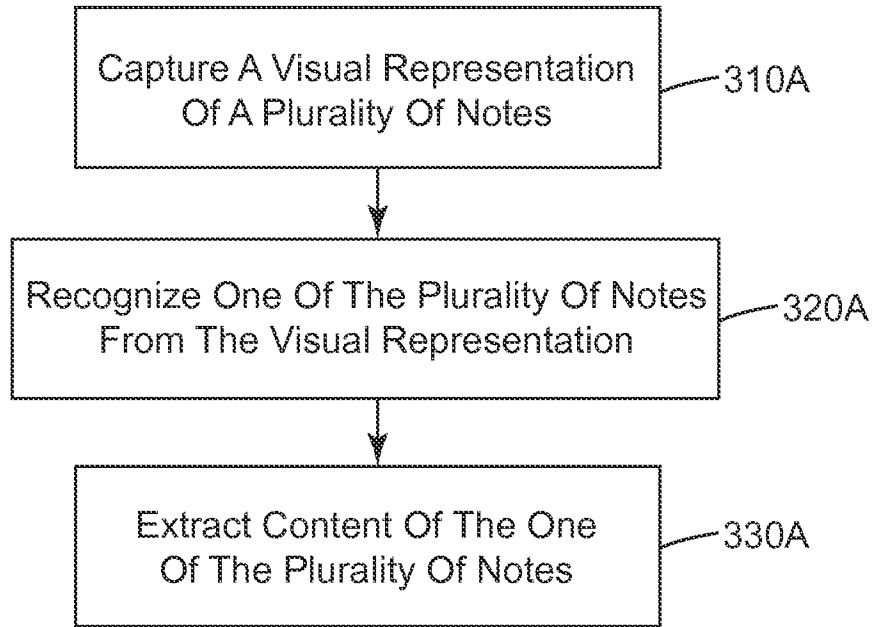 Capture A Visual Representation
Of A Plurality Of Notes
310A
Recognize One Of The Plurality Of Notes
From The Visual Representation
320A
Extract Content Of The One
Of The Plurality Of Notes
330A